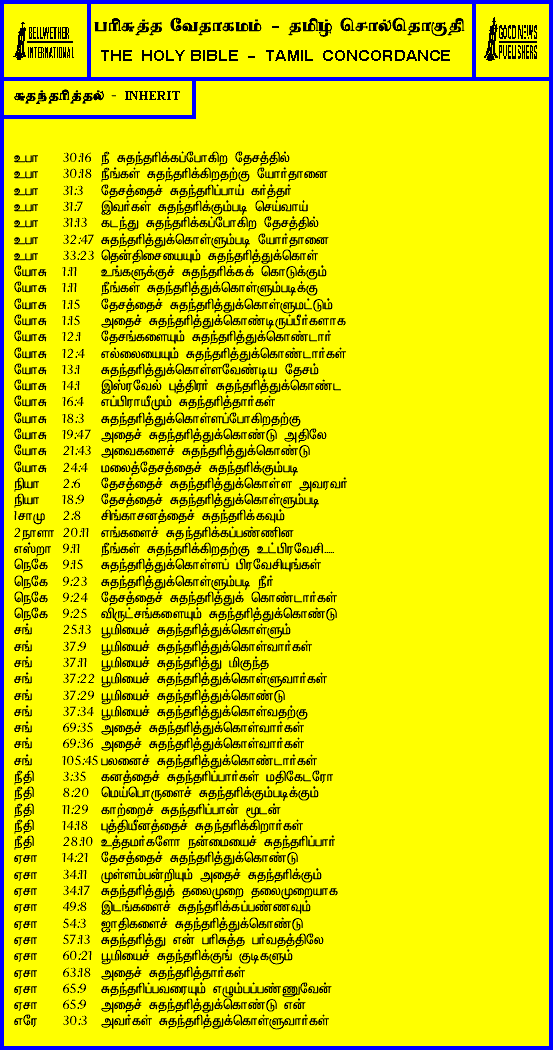 BELLWETHER
INTERNATIONAL
பரிசுத்த வேதாகமம் - தமிழ் சொல்தொகுதி
THE HOLY BIBLE - TAMIL CONCORDANCE
GOOD NEWS
PUBLISHERS
சுதந்தரித்தல் - INHERIT
உபா 30:16 நீ சுதந்தரிக்கப்போகிற தேசத்தில்
உபா 30:18 நீங்கள் சுதந்தரிக்கிறதற்கு யோர்தானை
உபா 31:3 தேசத்தைச் சுதந்தரிப்பாய் கர்த்தர்
உபா 31:7 இவர்கள் சுதந்தரிக்கும்படி செய்வாய்
உபா 31:13 கடந்து சுதந்தரிக்கப்போகிற தேசத்தில்
உபா 32:47 சுதந்தரித்துக்கொள்ளும்படி யோர்தானை
உபா 33:23 தென்திசையையும் சுதந்தரித்துக்கொள்
யோசு 1:11 உங்களுக்குச் சுதந்தரிக்கக் கொடுக்கும்
யோசு 1:11 நீங்கள் சுதந்தரித்துக்கொள்ளும்படிக்கு
யோசு 1:15 தேசத்தைச் சுதந்தரித்துக்கொள்ளுமட்டும்
யோசு 1:15 அதைச் சுதந்தரித்துக்கொண்டிருப்பீர்களாக
யோசு 12:1 தேசங்களையும் சுதந்தரித்துக்கொண்டார்
யோசு 12:4 எல்லையையும் சுதந்தரித்துக்கொண்டார்கள்
யோசு 13:1 சுதந்தரித்துக்கொள்ளவேண்டிய தேசம்
யோசு 14:1 இஸ்ரவேல் புத்திரர் சுதந்தரித்துக்கொண்ட
யோசு 16:4 எப்பிராயீமும் சுதந்தரித்தார்கள்
யோசு 18:3 சுதந்தரித்துக்கொள்ளப்போகிறதற்கு
யோசு 19:47 அதைச் சுதந்தரித்துக்கொண்டு அதிலே
யோசு 21:43 அவைகளைச் சுதந்தரித்துக்கொண்டு
யோசு 24:4 மலைத்தேசத்தைச் சுதந்தரிக்கும்படி
நியா 2:6 தேசத்தைச் சுதந்தரித்துக்கொள்ள அவரவர்
நியா 18:9 தேசத்தைச் சுதந்தரித்துக்கொள்ளும்படி
1சாமு 2:8 சிங்காசனத்தைச் சுதந்தரிக்கவும்
2நாளா 20:11 எங்களைச் சுதந்தரிக்கப்பண்ணின
எஸ்றா 9:11 நீங்கள் சுதந்தரிக்கிறதற்கு உட்பிரவேசி.....
நெகே 9:15 சுதந்தரித்துக்கொள்ளப் பிரவேசியுங்கள்
நெகே 9:23 சுதந்தரித்துக்கொள்ளும்படி நீர்
நெகே 9:24 தேசத்தைச் சுதந்தரித்துக் கொண்டார்கள்
நெகே 9:25 விருட்சங்களையும் சுதந்தரித்துக்கொண்டு
சங் 25:13 பூமியைச் சுதந்தரித்துக்கொள்ளும்
சங் 37:9 பூமியைச் சுதந்தரித்துக்கொள்வார்கள்
சங் 37:11 பூமியைச் சுதந்தரித்து மிகுந்த
சங் 37:22 பூமியைச் சுதந்தரித்துக்கொள்ளுவார்கள்
சங் 37:29 பூமியைச் சுதந்தரித்துக்கொண்டு
சங் 37:34 பூமியைச் சுதந்தரித்துக்கொள்வதற்கு
சங் 69:35 அதைச் சுதந்தரித்துக்கொள்வார்கள்
சங் 69:36 அதைச் சுதந்தரித்துக்கொள்வார்கள்
சங் 105:45 பலனைச் சுதந்தரித்துக்கொண்டார்கள்
நீதி 3:35 கனத்தைச் சுதந்தரிப்பார்கள் மதிகேடரோ
நீதி 8:20 மெய்பொருளைச் சுதந்தரிக்கும்படிக்கும்
நீதி 11:29 காற்றைச் சுதந்தரிப்பான் மூடன்
நீதி 14:18 புத்தியீனத்தைச் சுதந்தரிக்கிறார்கள்
நீதி 28:10 உத்தமர்களோ நன்மையைச் சுதந்தரிப்பார்
ஏசா 14:21 தேசத்தைச் சுதந்தரித்துக்கொண்டு
ஏசா 34:11 முள்ளம்பன்றியும் அதைச் சுதந்தரிக்கும்
ஏசா 34:17 சுதந்தரித்துத் தலைமுறை தலைமுறையாக
ஏசா 49:8 இடங்களைச் சுதந்தரிக்கப்பண்ணவும்
ஏசா 54:3 ஜாதிகளைச் சுதந்தரித்துக்கொண்டு
ஏசா 57:13 சுதந்தரித்து என் பரிசுத்த பர்வதத்திலே
ஏசா 60:21 பூமியைச் சுதந்தரிக்குங் குடிகளும்
ஏசா 63:18 அதைச் சுதந்தரித்தார்கள்
ஏசா 65:9 சுதந்தரிப்பவரையும் எழும்பப்பண்ணுவேன்
ஏசா 65:9 அதைச் சுதந்தரித்துக்கொண்டு என்
எரே 30:3 அவர்கள் சுதந்தரித்துக்கொள்ளுவார்கள்